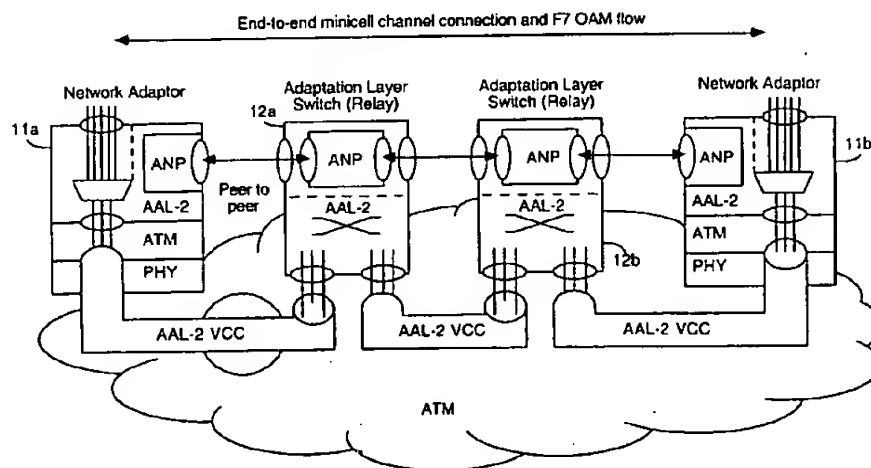 End-to-end minicell channel connection and F7 OAM flow
Network Adaptor
Adaptation Layer
Switch (Relay)
Adaptation Layer
Switch (Relay)
Network Adaptor
11a
12a
11b
ANP
ANP
ANP
ANP
Peer to
peer
AAL-2
AAL-2
AAL-2
AAL-2
ATM
ATM
12b
PHY
PHY
AAL-2 VCC
AAL-2 VCC
AAL-2 VCC
ATM